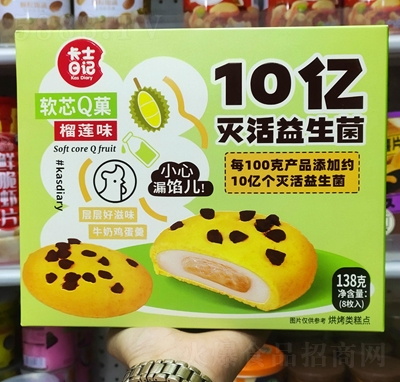 卡士
日记
Kas Diary
软芯Q菓
榴莲味
Soft core Q fruit
#kasdiary
小心
漏馅儿!
层层好滋味
牛奶鸡蛋羹
10亿
灭活益生菌
每100克产品添加约
10亿个灭活益生菌
138克
净含量:
(8枚入)
图片仅供参考 烘烤类糕点